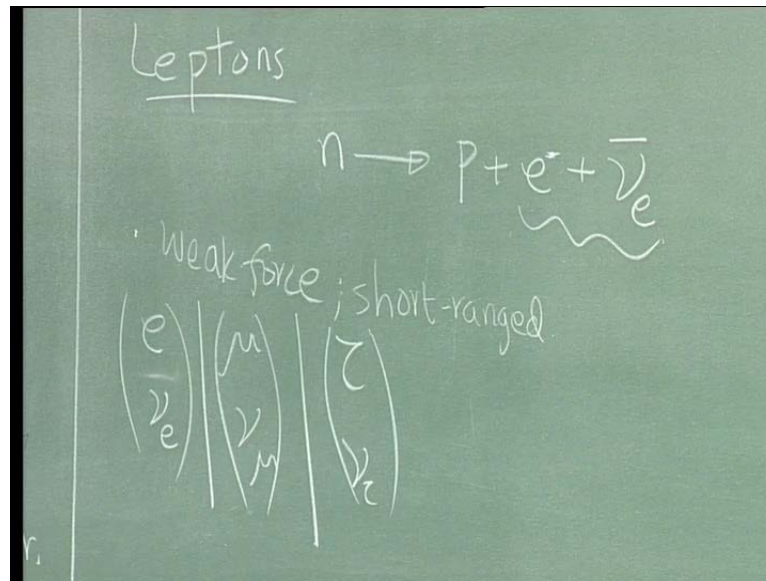 Leptons
n → p + e⁻ + ν̄ₑ
· weak force ; short-ranged
(e / νₑ) | (μ / ν_μ) | (τ / ν_τ)
r.